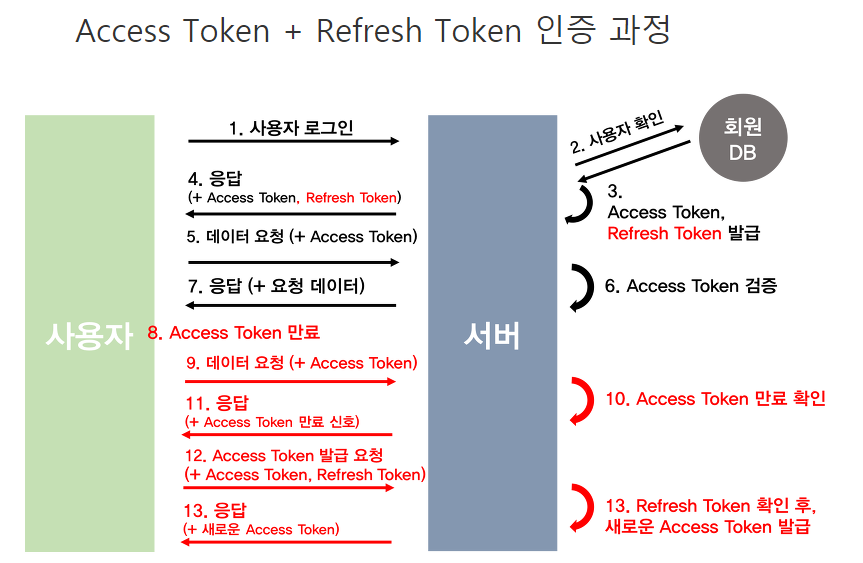 Access Token + Refresh Token 인증 과정
1. 사용자 로그인
2. 사용자 확인
회원
DB
3.
Access Token,
Refresh Token 발급
4. 응답
(+ Access Token, Refresh Token)
5. 데이터 요청 (+ Access Token)
6. Access Token 검증
7. 응답 (+ 요청 데이터)
사용자
서버
8. Access Token 만료
9. 데이터 요청 (+ Access Token)
10. Access Token 만료 확인
11. 응답
(+ Access Token 만료 신호)
12. Access Token 발급 요청
(+ Access Token, Refresh Token)
13. Refresh Token 확인 후,
새로운 Access Token 발급
13. 응답
(+ 새로운 Access Token)